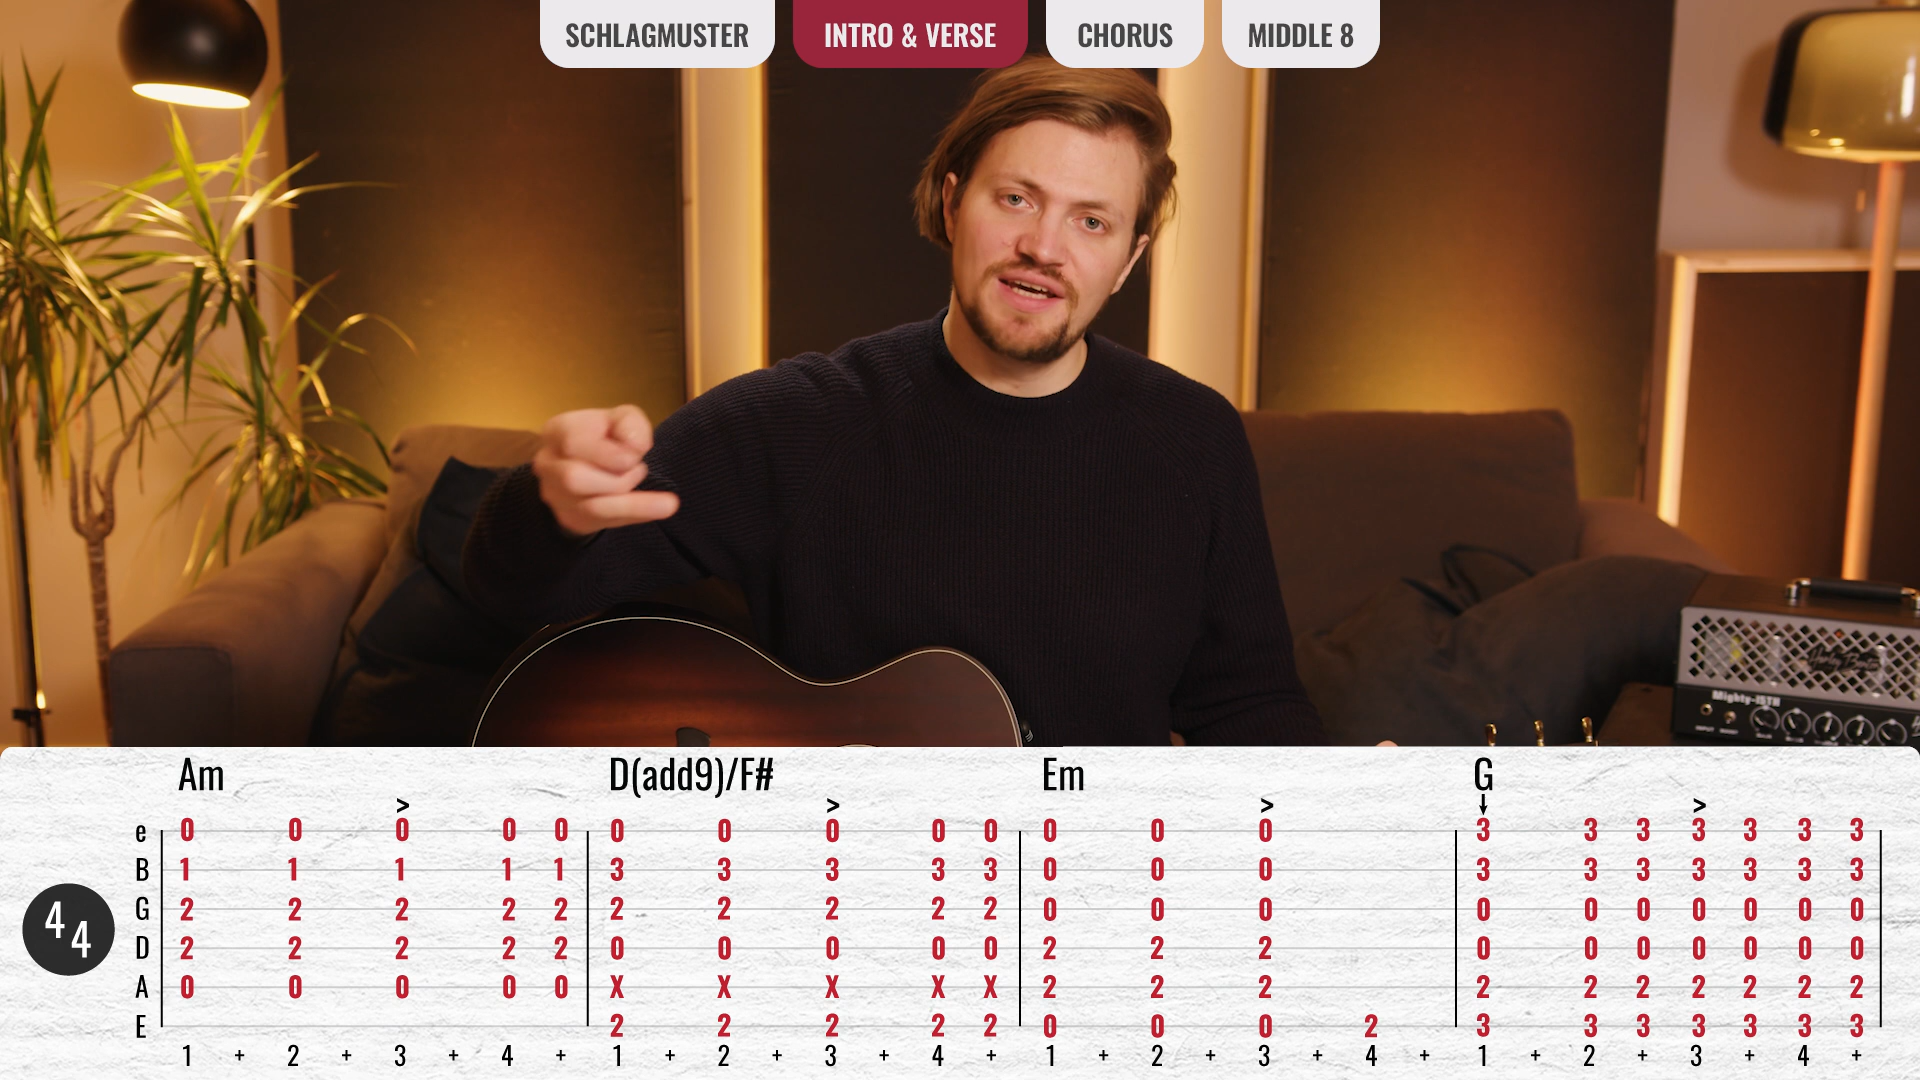 SCHLAGMUSTER INTRO & VERSE CHORUS MIDDLE 8
Mighty-15TH
Am D(add9)/F# Em G
> > > >
e 0 0 0 0 0 0 0 0 0 0 0 0 0 3 3 3 3 3 3 3
B 1 1 1 1 1 3 3 3 3 3 0 0 0 3 3 3 3 3 3 3
G 2 2 2 2 2 2 2 2 2 2 0 0 0 0 0 0 0 0 0 0
4 4
D 2 2 2 2 2 0 0 0 0 0 2 2 2 0 0 0 0 0 0 0
A 0 0 0 0 0 X X X X X 2 2 2 2 2 2 2 2 2 2
E 2 2 2 2 2 0 0 0 2 3 3 3 3 3 3 3
1 + 2 + 3 + 4 + 1 + 2 + 3 + 4 + 1 + 2 + 3 + 4 + 1 + 2 + 3 + 4 +